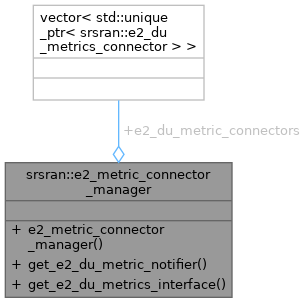 vector< std::unique
_ptr< srsran::e2_du
_metrics_connector > >
+e2_du_metric_connectors
srsran::e2_metric_connector
_manager
+ e2_metric_connector
_manager()
+ get_e2_du_metric_notifier()
+ get_e2_du_metrics_interface()